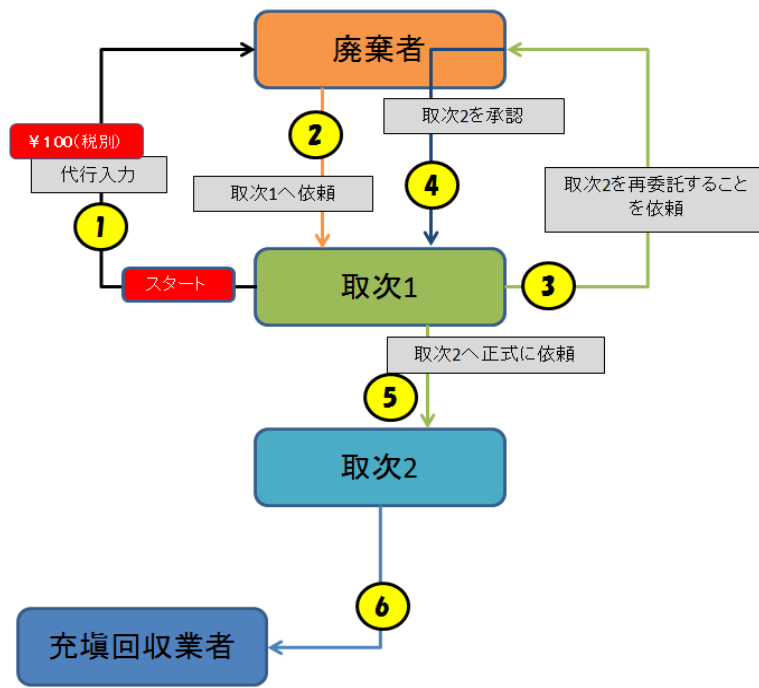 廃棄者
¥100(税別)
代行入力
1
スタート
2
取次1へ依頼
取次2を承認
4
取次2を再委託すること
を依頼
取次1
3
取次2へ正式に依頼
5
取次2
6
充塡回収業者